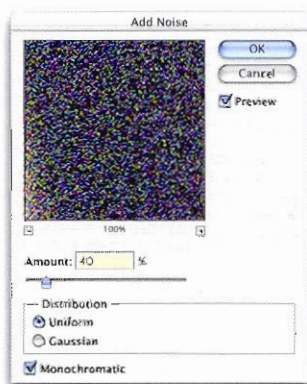 Add Noise
OK
Cancel
Preview
100%
Amount: 40 %
Distribution
Uniform
Gaussian
Monochromatic